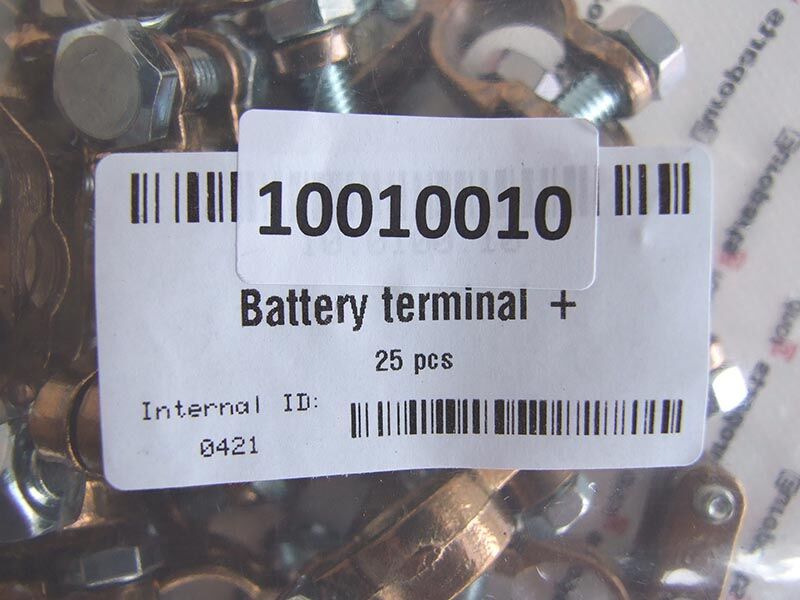 10010010
Battery terminal +
25 pcs
Internal ID:
0421